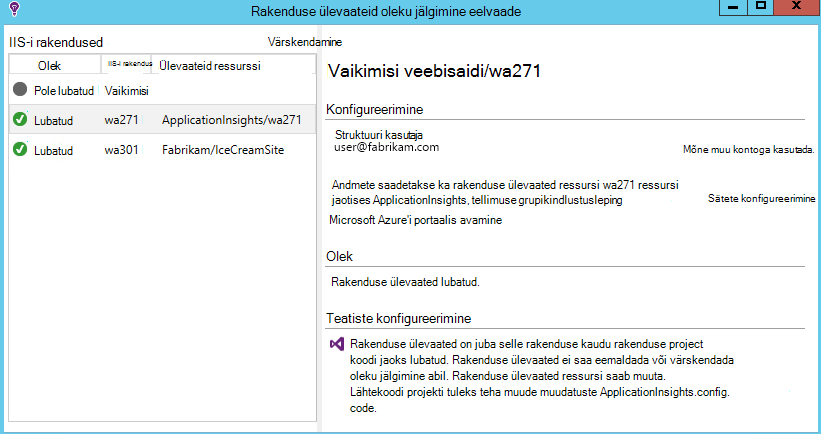 Rakenduse ülevaateid oleku jälgimine eelvaade
IIS-i rakendused
Värskendamine
Olek IIS-i rakendus Ülevaateid ressurssi
Pole lubatud Vaikimisi
Lubatud wa271 ApplicationInsights/wa271
Lubatud wa301 Fabrikam/IceCreamSite
Vaikimisi veebisaidi/wa271
Konfigureerimine
Struktuuri kasutaja
user@fabrikam.com
Mõne muu kontoga kasutada.
Andmete saadetakse ka rakenduse ülevaated ressursi wa271 ressursi
jaotises ApplicationInsights, tellimuse grupikindlustusleping
Sätete konfigureerimine
Microsoft Azure'i portaalis avamine
Olek
Rakenduse ülevaated lubatud.
Teatiste konfigureerimine
Rakenduse ülevaated on juba selle rakenduse kaudu rakenduse project
koodi jaoks lubatud. Rakenduse ülevaated ei saa eemaldada või värskendada
oleku jälgimine abil. Rakenduse ülevaated ressursi saab muuta.
Lähtekoodi projekti tuleks teha muude muudatuste ApplicationInsights.config.
code.